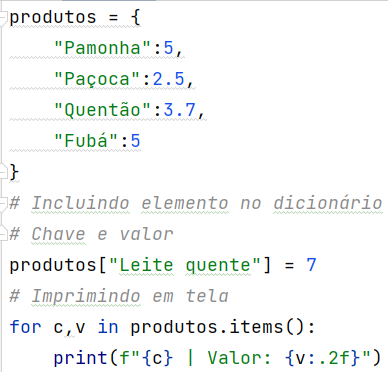 produtos = {
    "Pamonha":5,
    "Paçoca":2.5,
    "Quentão":3.7,
    "Fubá":5
}
# Incluindo elemento no dicionário
# Chave e valor
produtos["Leite quente"] = 7
# Imprimindo em tela
for c,v in produtos.items():
    print(f"{c} | Valor: {v:.2f}")